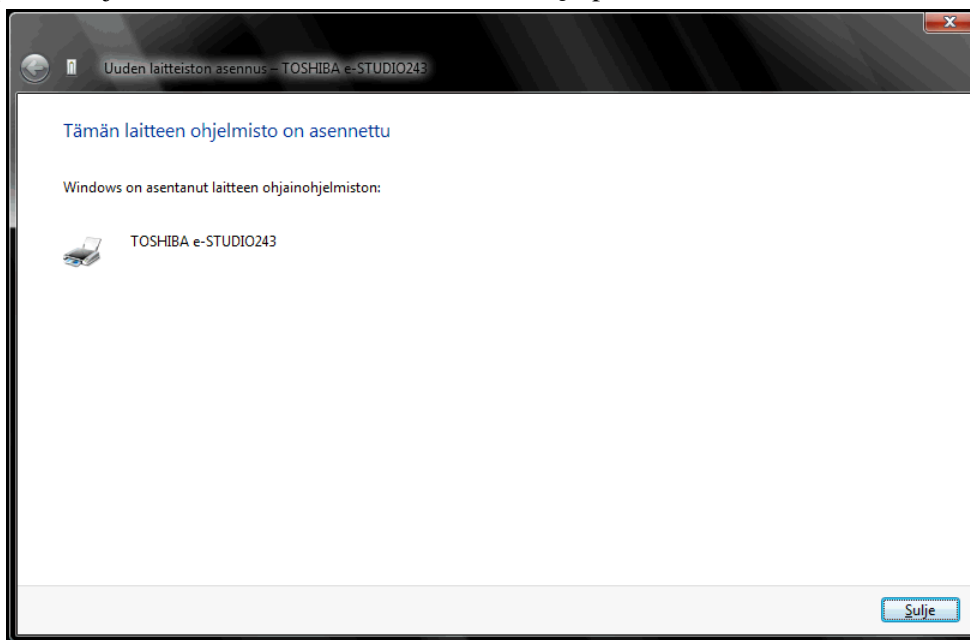 Uuden laitteiston asennus – TOSHIBA e-STUDIO243
Tämän laitteen ohjelmisto on asennettu
Windows on asentanut laitteen ohjainohjelmiston:
TOSHIBA e-STUDIO243
Sulje